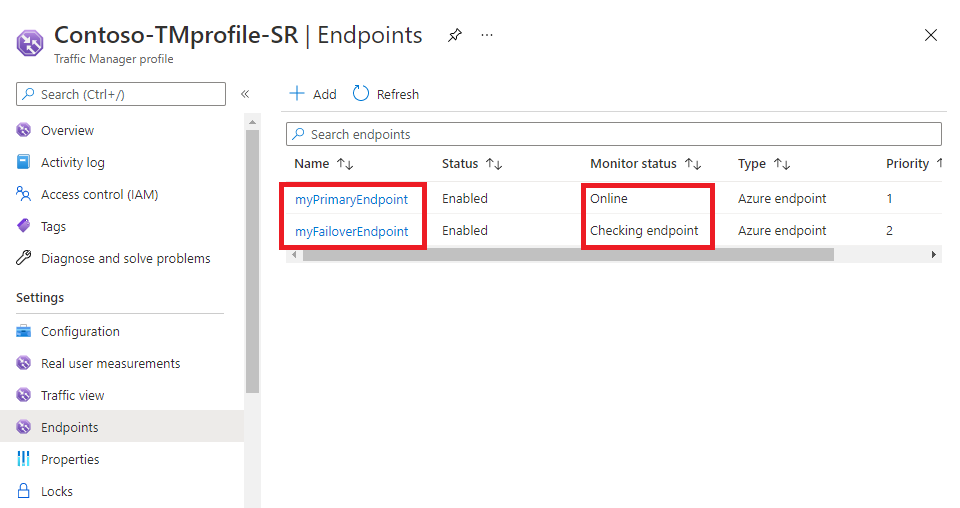 Contoso-TMprofile-SR | Endpoints ...
Traffic Manager profile
Search (Ctrl+/) «
Overview
Activity log
Access control (IAM)
Tags
Diagnose and solve problems
Settings
Configuration
Real user measurements
Traffic view
Endpoints
Properties
Locks
Add Refresh
Search endpoints
Name ↑↓ Status ↑↓ Monitor status ↑↓ Type ↑↓ Priority ↑
myPrimaryEndpoint Enabled Online Azure endpoint 1
myFailoverEndpoint Enabled Checking endpoint Azure endpoint 2